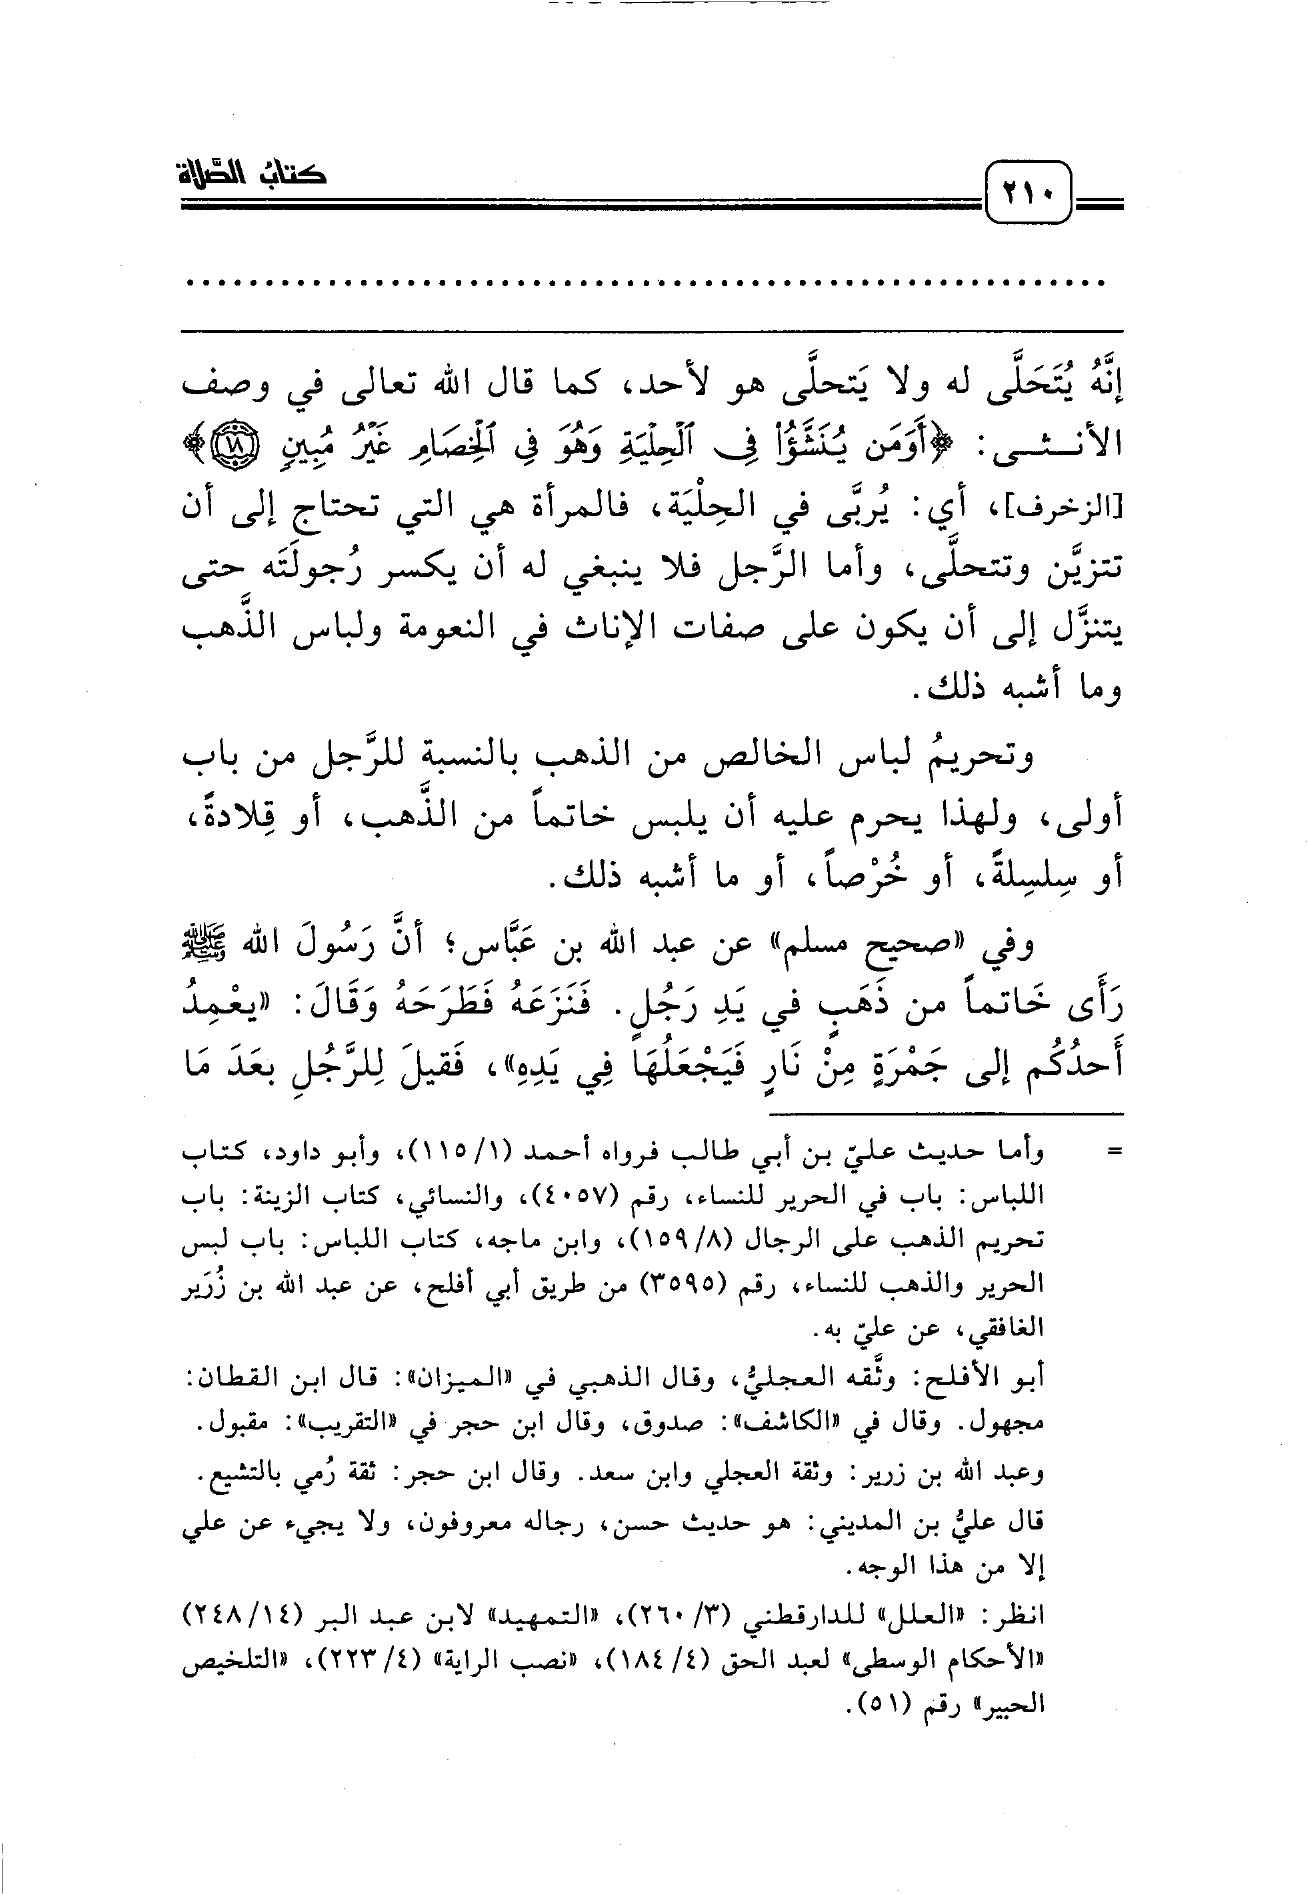 كتابُ الصَّلاة
٢١٠
إنَّهُ يُتَحَلَّى له ولا يَتحلَّى هو لأحد، كما قال الله تعالى في وصف
الأنــثــى: ﴿أَوَمَن يُنَشَّؤُا۟ فِى ٱلْحِلْيَةِ وَهُوَ فِى ٱلْخِصَامِ غَيْرُ مُبِينٍ ۝١٨﴾
[الزخرف]، أي: يُربَّى في الحِلْيَة، فالمرأة هي التي تحتاج إلى أن
تتزيَّن وتتحلَّى، وأما الرَّجل فلا ينبغي له أن يكسر رُجولَتَه حتى
يتنزَّل إلى أن يكون على صفات الإناث في النعومة ولباس الذَّهب
وما أشبه ذلك.
وتحريمُ لباس الخالص من الذهب بالنسبة للرَّجل من باب
أولى، ولهذا يحرم عليه أن يلبس خاتماً من الذَّهب، أو قِلادةً،
أو سِلسِلةً، أو خُرْصاً، أو ما أشبه ذلك.
وفي «صحيح مسلم» عن عبد الله بن عَبَّاس؛ أنَّ رَسُولَ الله ﷺ
رَأَى خَاتماً من ذَهَبٍ في يَدِ رَجُلٍ. فَنَزَعَهُ فَطَرَحَهُ وَقَالَ: «يعْمِدُ
أَحدُكُم إلى جَمْرَةٍ مِنْ نَارٍ فَيَجْعَلُهَا فِي يَدِهِ»، فَقيلَ لِلرَّجُلِ بعَدَ مَا
= وأما حديث عليّ بن أبي طالب فرواه أحمد (١/ ١١٥)، وأبو داود، كتاب
اللباس: باب في الحرير للنساء، رقم (٤٠٥٧)، والنسائي، كتاب الزينة: باب
تحريم الذهب على الرجال (٨/ ١٥٩)، وابن ماجه، كتاب اللباس: باب لبس
الحرير والذهب للنساء، رقم (٣٥٩٥) من طريق أبي أفلح، عن عبد الله بن زُرَير
الغافقي، عن عليّ به.
أبو الأفلح: وثَّقه العجليُّ، وقال الذهبي في «الميزان»: قال ابن القطان:
مجهول. وقال في «الكاشف»: صدوق، وقال ابن حجر في «التقريب»: مقبول.
وعبد الله بن زرير: وثقة العجلي وابن سعد. وقال ابن حجر: ثقة رُمي بالتشيع.
قال عليُّ بن المديني: هو حديث حسن، رجاله معروفون، ولا يجيء عن علي
إلا من هذا الوجه.
انظر: «العلل» للدارقطني (٣/ ٢٦٠)، «التمهيد» لابن عبد البر (١٤/ ٢٤٨)
«الأحكام الوسطى» لعبد الحق (٤/ ١٨٤)، «نصب الراية» (٤/ ٢٢٣)، «التلخيص
الحبير» رقم (٥١).